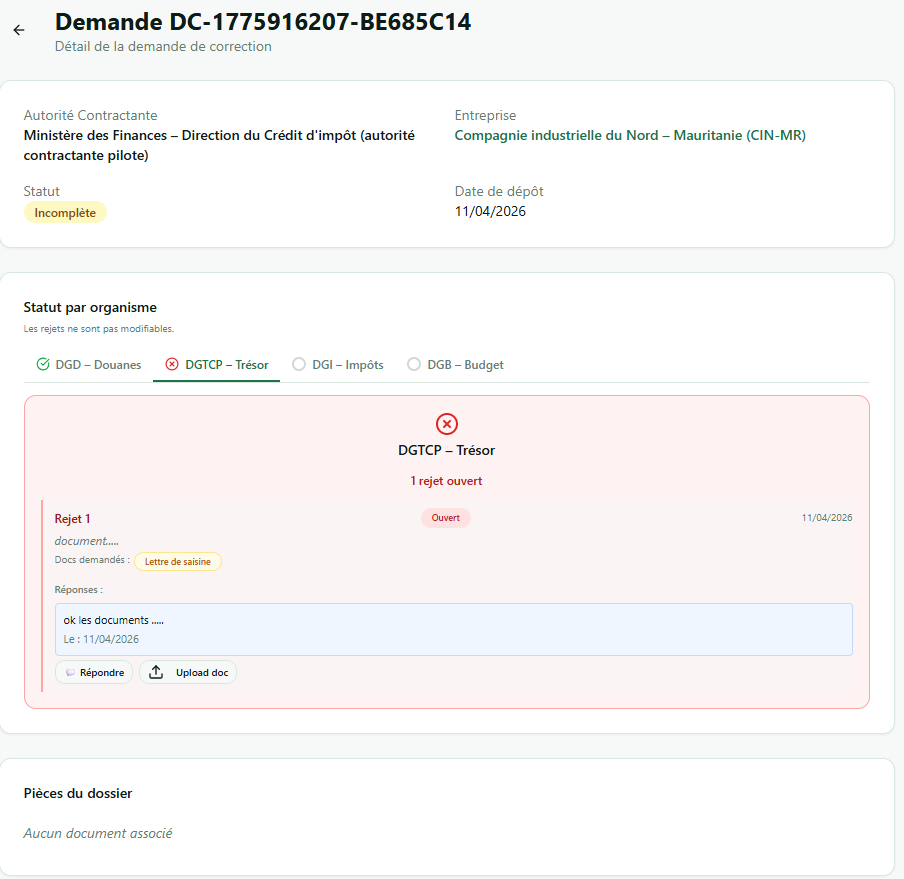 Demande DC-1775916207-BE685C14
Détail de la demande de correction
Autorité Contractante
Ministère des Finances – Direction du Crédit d'impôt (autorité
contractante pilote)
Entreprise
Compagnie industrielle du Nord – Mauritanie (CIN-MR)
Statut
Incomplète
Date de dépôt
11/04/2026
Statut par organisme
Les rejets ne sont pas modifiables.
DGD – Douanes
DGTCP – Trésor
DGI – Impôts
DGB – Budget
DGTCP – Trésor
1 rejet ouvert
Rejet 1
Ouvert
11/04/2026
document.....
Docs demandés :
Lettre de saisine
Réponses :
ok les documents .....
Le : 11/04/2026
Répondre
Upload doc
Pièces du dossier
Aucun document associé